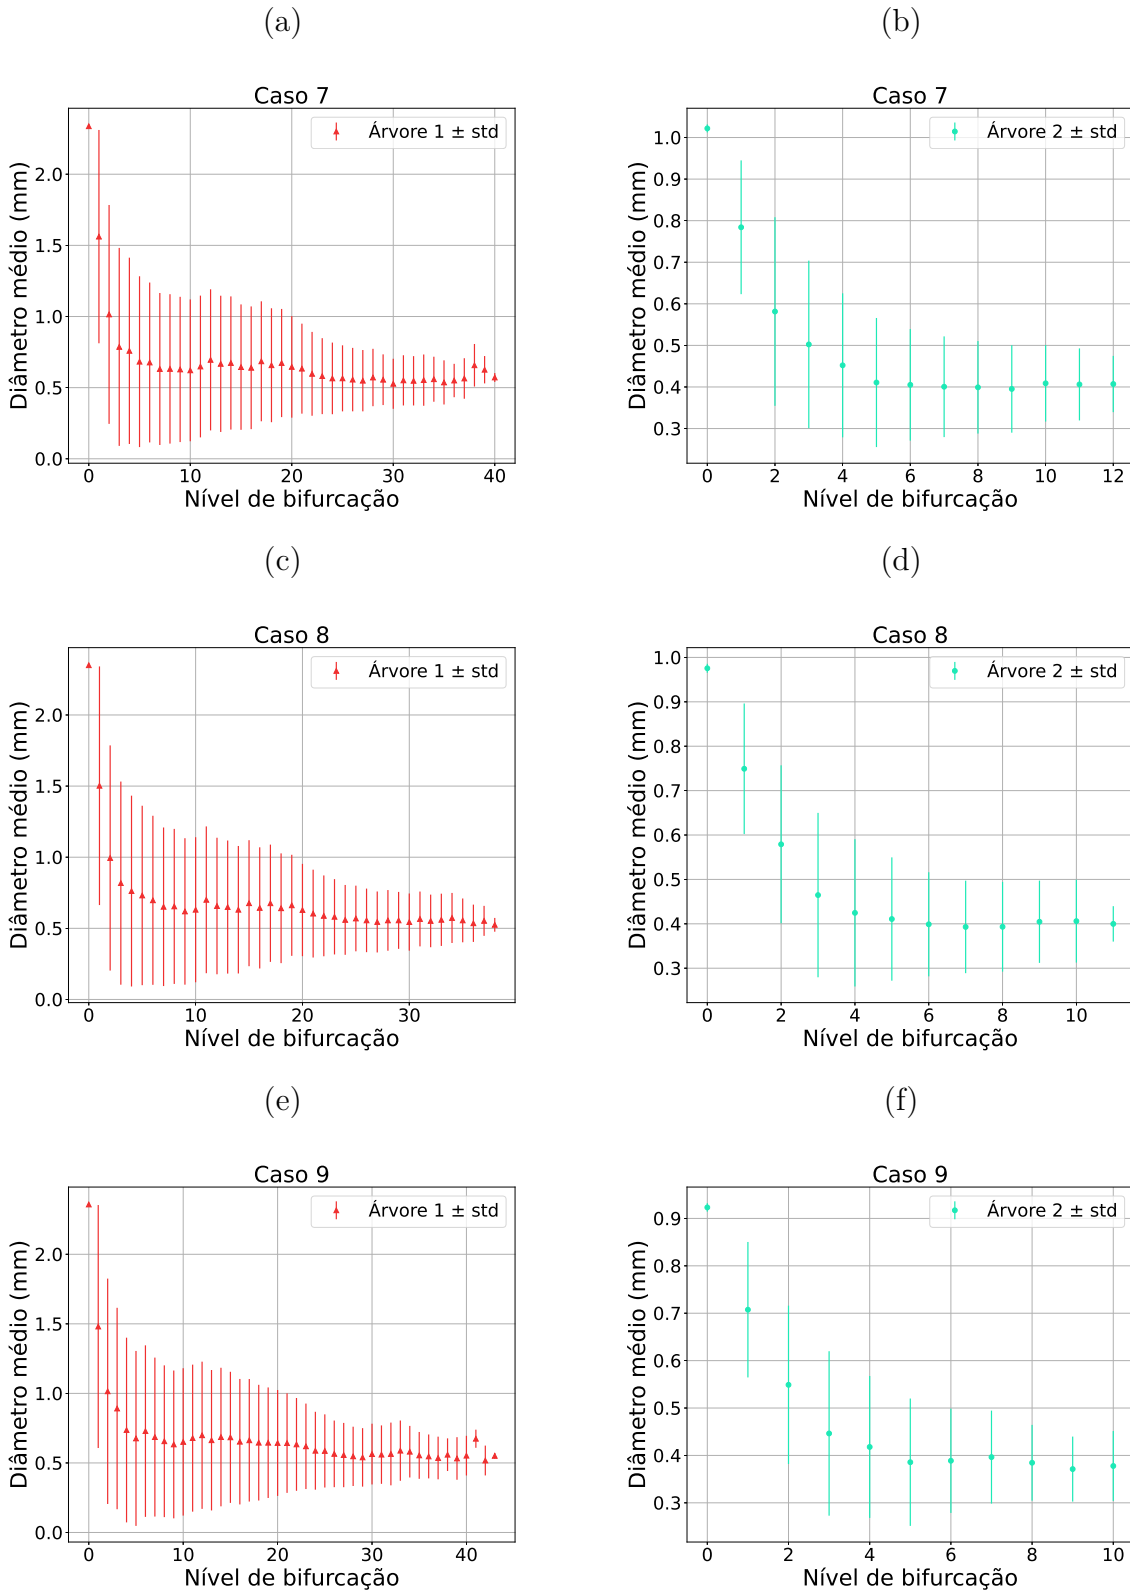 (a)
(b)
Caso 7
Árvore 1 ± std
Diâmetro médio (mm)
2.0
1.5
1.0
0.5
0.0
0 10 20 30 40
Nível de bifurcação
Caso 7
Árvore 2 ± std
Diâmetro médio (mm)
1.0
0.9
0.8
0.7
0.6
0.5
0.4
0.3
0 2 4 6 8 10 12
Nível de bifurcação
(c)
(d)
Caso 8
Árvore 1 ± std
Diâmetro médio (mm)
2.0
1.5
1.0
0.5
0.0
0 10 20 30
Nível de bifurcação
Caso 8
Árvore 2 ± std
Diâmetro médio (mm)
1.0
0.9
0.8
0.7
0.6
0.5
0.4
0.3
0 2 4 6 8 10
Nível de bifurcação
(e)
(f)
Caso 9
Árvore 1 ± std
Diâmetro médio (mm)
2.0
1.5
1.0
0.5
0.0
0 10 20 30 40
Nível de bifurcação
Caso 9
Árvore 2 ± std
Diâmetro médio (mm)
0.9
0.8
0.7
0.6
0.5
0.4
0.3
0 2 4 6 8 10
Nível de bifurcação